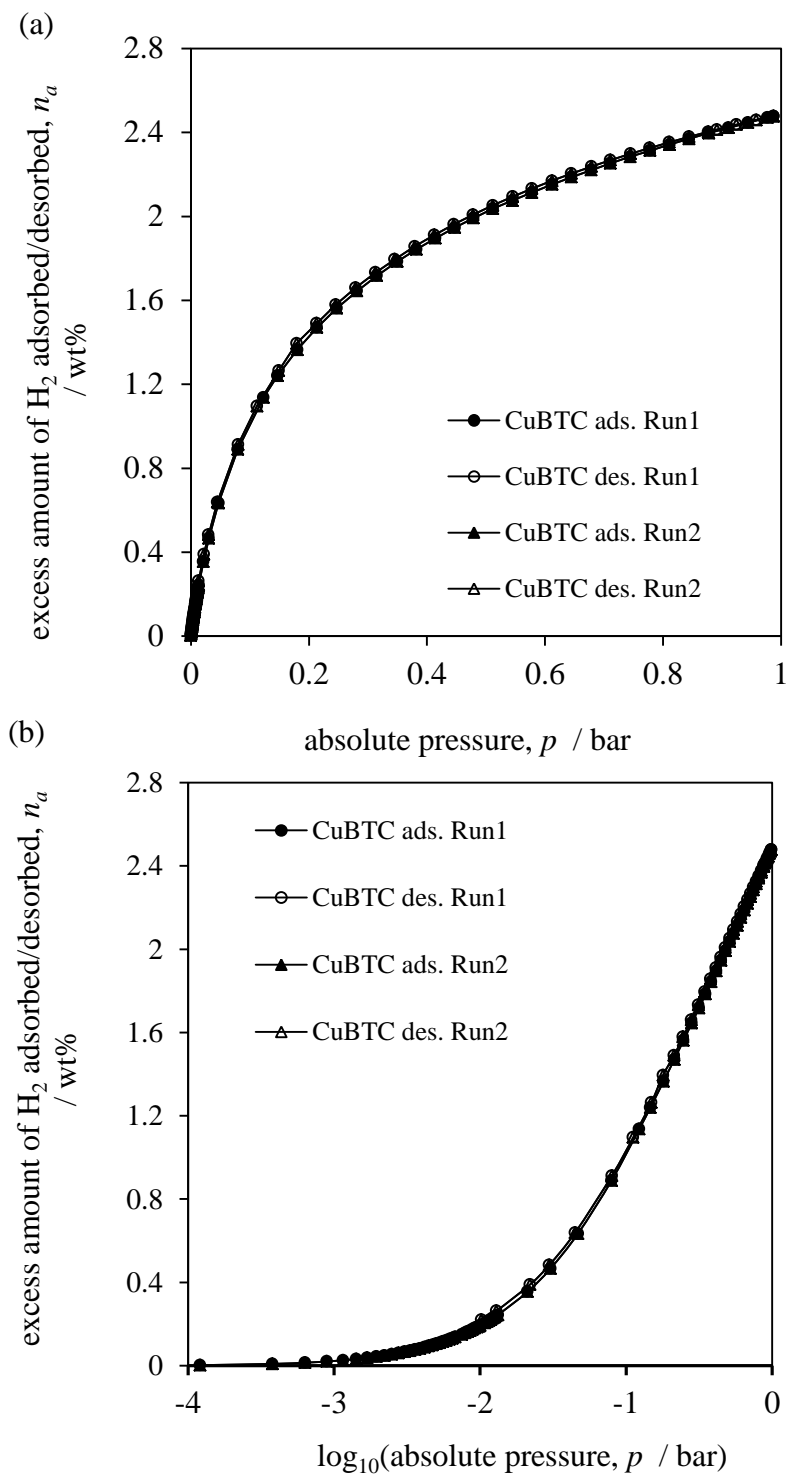 (a)
excess amount of H₂ adsorbed/desorbed, nₐ
/ wt%
2.8
2.4
2
1.6
1.2
0.8
0.4
0
CuBTC ads. Run1
CuBTC des. Run1
CuBTC ads. Run2
CuBTC des. Run2
0 0.2 0.4 0.6 0.8 1
absolute pressure, p / bar
(b)
excess amount of H₂ adsorbed/desorbed, nₐ
/ wt%
2.8
2.4
2
1.6
1.2
0.8
0.4
0
CuBTC ads. Run1
CuBTC des. Run1
CuBTC ads. Run2
CuBTC des. Run2
-4 -3 -2 -1 0
log₁₀(absolute pressure, p / bar)